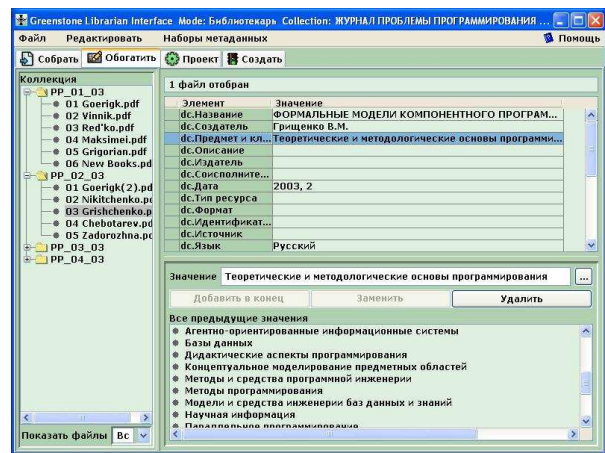 Greenstone Librarian Interface Mode: Библиотекарь Collection: ЖУРНАЛ ПРОБЛЕМЫ ПРОГРАММИРОВАНИЯ ...
Файл Редактировать Наборы метаданных Помощь
Собрать Обогатить Проект Создать
Коллекция
PP_01_03
01 Goerigk.pdf
02 Vinnik.pdf
03 Red'ko.pdf
04 Maksimei.pdf
05 Grigorian.pdf
06 New Books.pd
PP_02_03
01 Goerigk(2).pd
02 Nikitchenko.pd
03 Grishchenko.p
04 Chebotarev.pd
05 Zadorozhna.pd
PP_03_03
PP_04_03
Показать файлы Вс
1 файл отобран
Элемент Значение
dc.Название ФОРМАЛЬНЫЕ МОДЕЛИ КОМПОНЕНТНОГО ПРОГРАМ...
dc.Создатель Грищенко В.М.
dc.Предмет и кл... Теоретические и методологические основы программи...
dc.Описание
dc.Издатель
dc.Соисполните...
dc.Дата 2003, 2
dc.Тип ресурса
dc.Формат
dc.Идентификат...
dc.Источник
dc.Язык Русский
Значение Теоретические и методологические основы программирования ...
Добавить в конец Заменить Удалить
Все предыдущие значения
Агентно-ориентированные информационные системы
Базы данных
Дидактические аспекты программирования
Концептуальное моделирование предметных областей
Методы и средства программной инженерии
Методы программирования
Модели и средства инженерии баз данных и знаний
Научная информация
Параллельное программирование